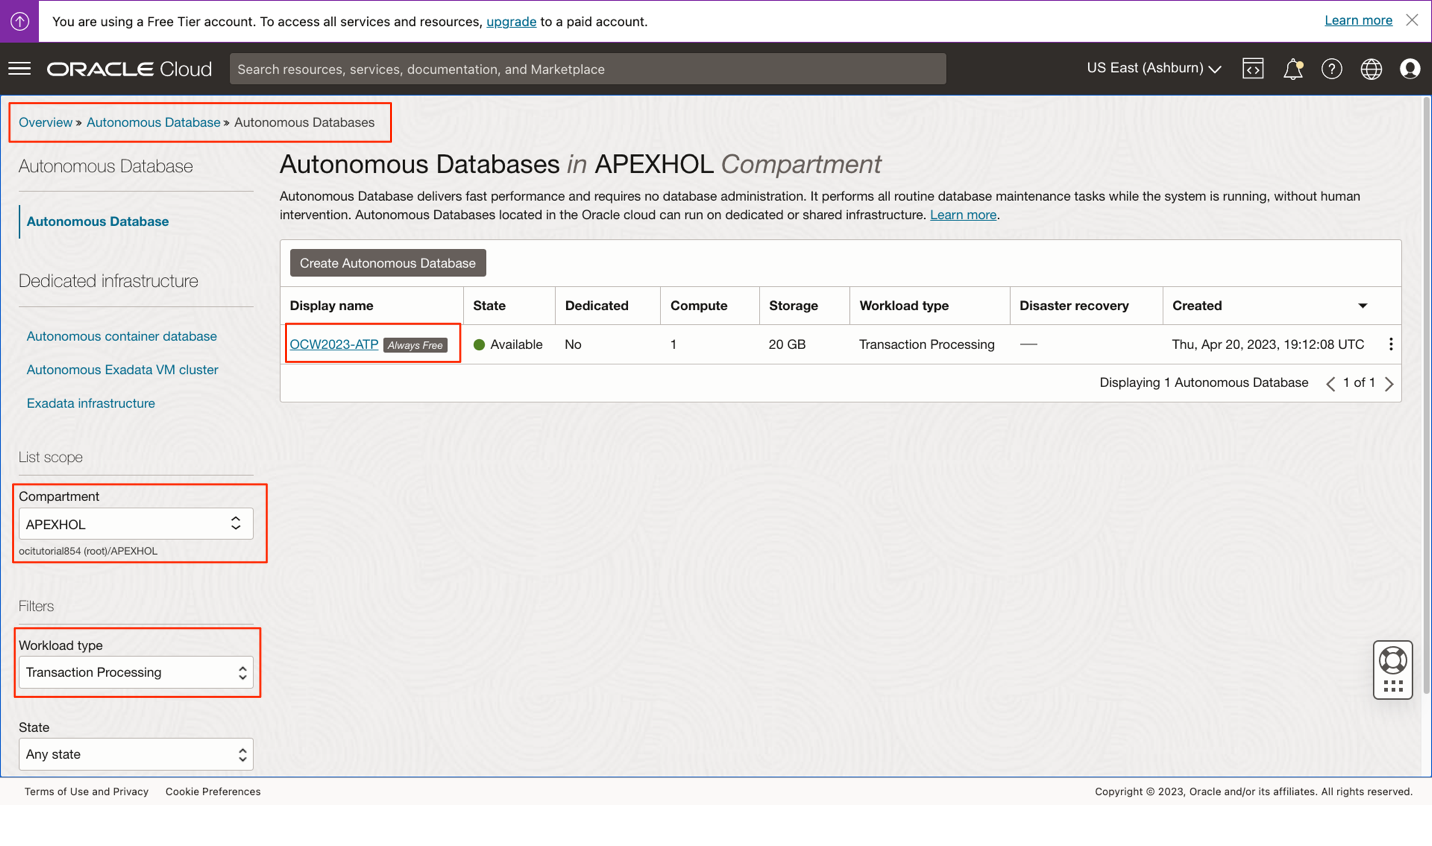 You are using a Free Tier account. To access all services and resources, upgrade to a paid account.
Learn more
ORACLE Cloud
Search resources, services, documentation, and Marketplace
US East (Ashburn)
Overview » Autonomous Database » Autonomous Databases
Autonomous Database
Autonomous Database
Dedicated infrastructure
Autonomous container database
Autonomous Exadata VM cluster
Exadata infrastructure
List scope
Compartment
APEXHOL
ocitutorial854 (root)/APEXHOL
Filters
Workload type
Transaction Processing
State
Any state
Autonomous Databases in APEXHOL Compartment
Autonomous Database delivers fast performance and requires no database administration. It performs all routine database maintenance tasks while the system is running, without human
intervention. Autonomous Databases located in the Oracle cloud can run on dedicated or shared infrastructure. Learn more.
Create Autonomous Database
Display name State Dedicated Compute Storage Workload type Disaster recovery Created
OCW2023-ATP Always Free Available No 1 20 GB Transaction Processing — Thu, Apr 20, 2023, 19:12:08 UTC
Displaying 1 Autonomous Database 1 of 1
Terms of Use and Privacy Cookie Preferences
Copyright © 2023, Oracle and/or its affiliates. All rights reserved.